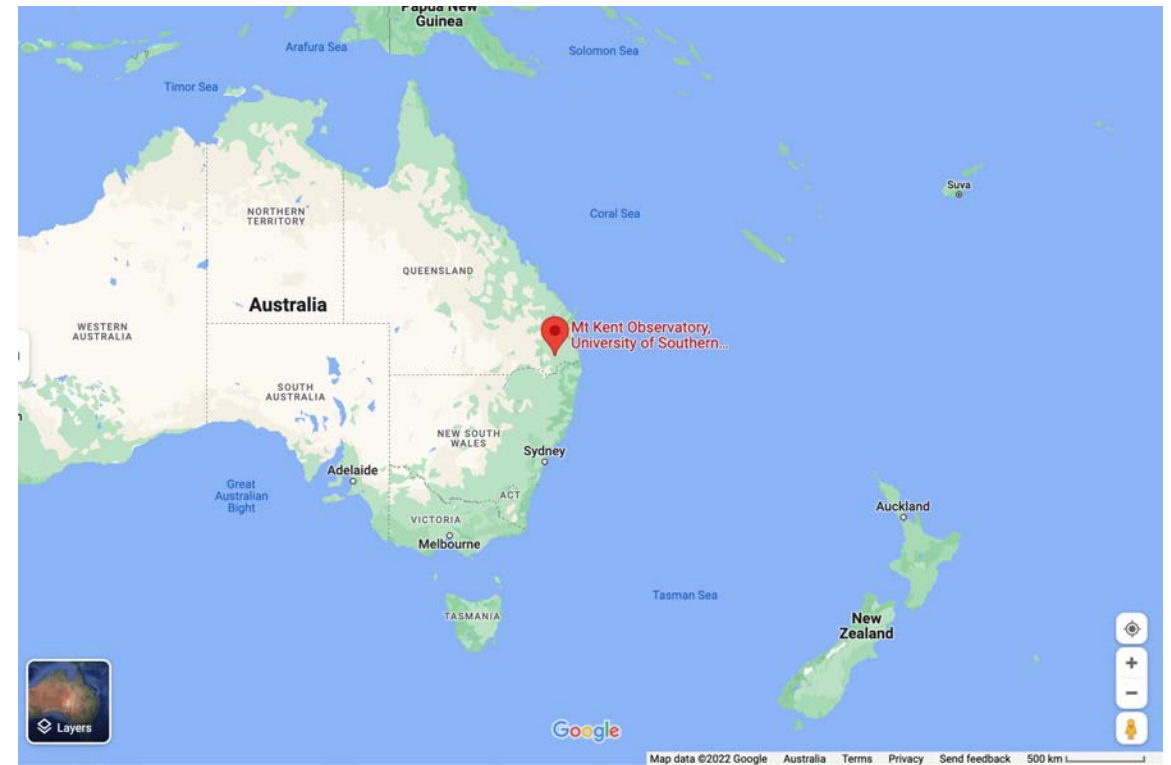 Papua New
Guinea
Arafura Sea
Solomon Sea
Timor Sea
Suva
NORTHERN
TERRITORY
Coral Sea
QUEENSLAND
Australia
Mt Kent Observatory,
University of Southern...
WESTERN
AUSTRALIA
SOUTH
AUSTRALIA
NEW SOUTH
WALES
Sydney
Adelaide
Great
Australian
Bight
ACT
Auckland
VICTORIA
Melbourne
Tasman Sea
TASMANIA
New
Zealand
Layers
Google
Map data ©2022 Google Australia Terms Privacy Send feedback 500 km